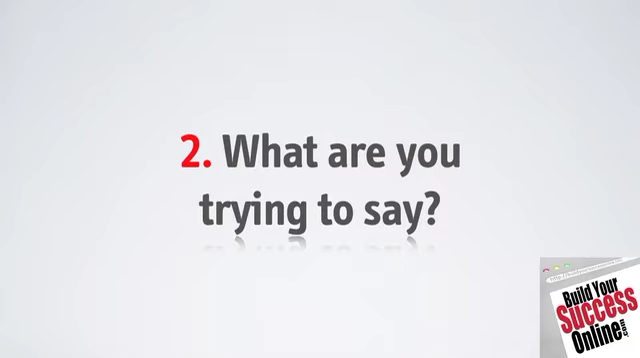 2. What are you
trying to say?
Build Your
Success
Online
.com